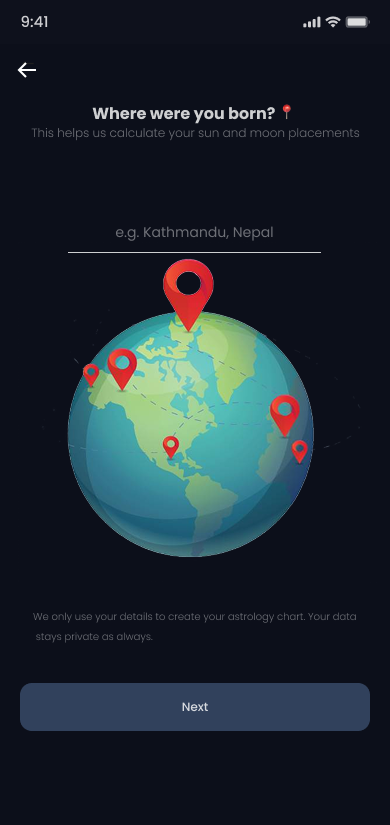 9:41
Where were you born? 📍
This helps us calculate your sun and moon placements
e.g. Kathmandu, Nepal
We only use your details to create your astrology chart. Your data
stays private as always.
Next